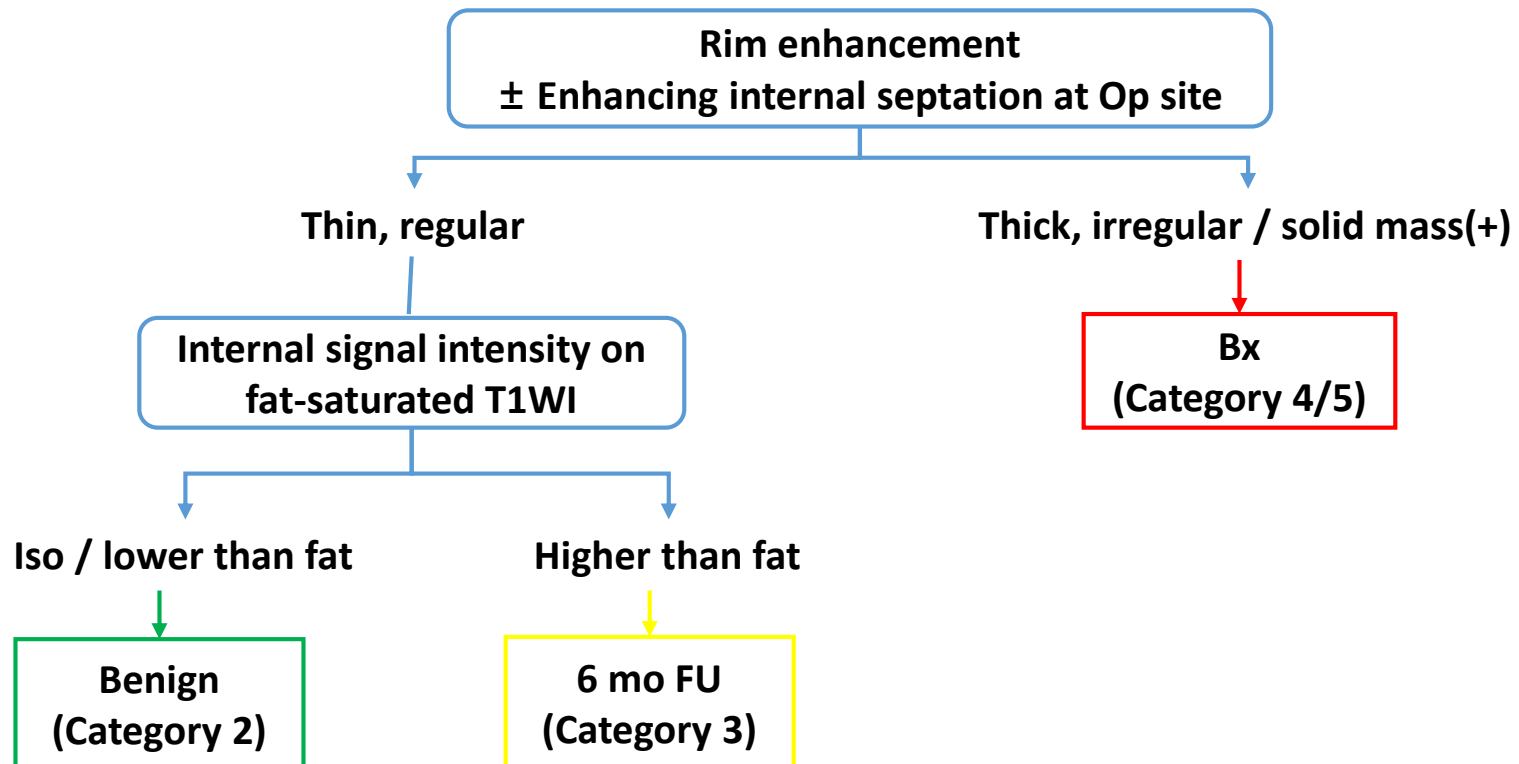 Rim enhancement
± Enhancing internal septation at Op site
Thin, regular
Thick, irregular / solid mass(+)
Internal signal intensity on
fat-saturated T1WI
Bx
(Category 4/5)
Iso / lower than fat
Higher than fat
Benign
(Category 2)
6 mo FU
(Category 3)